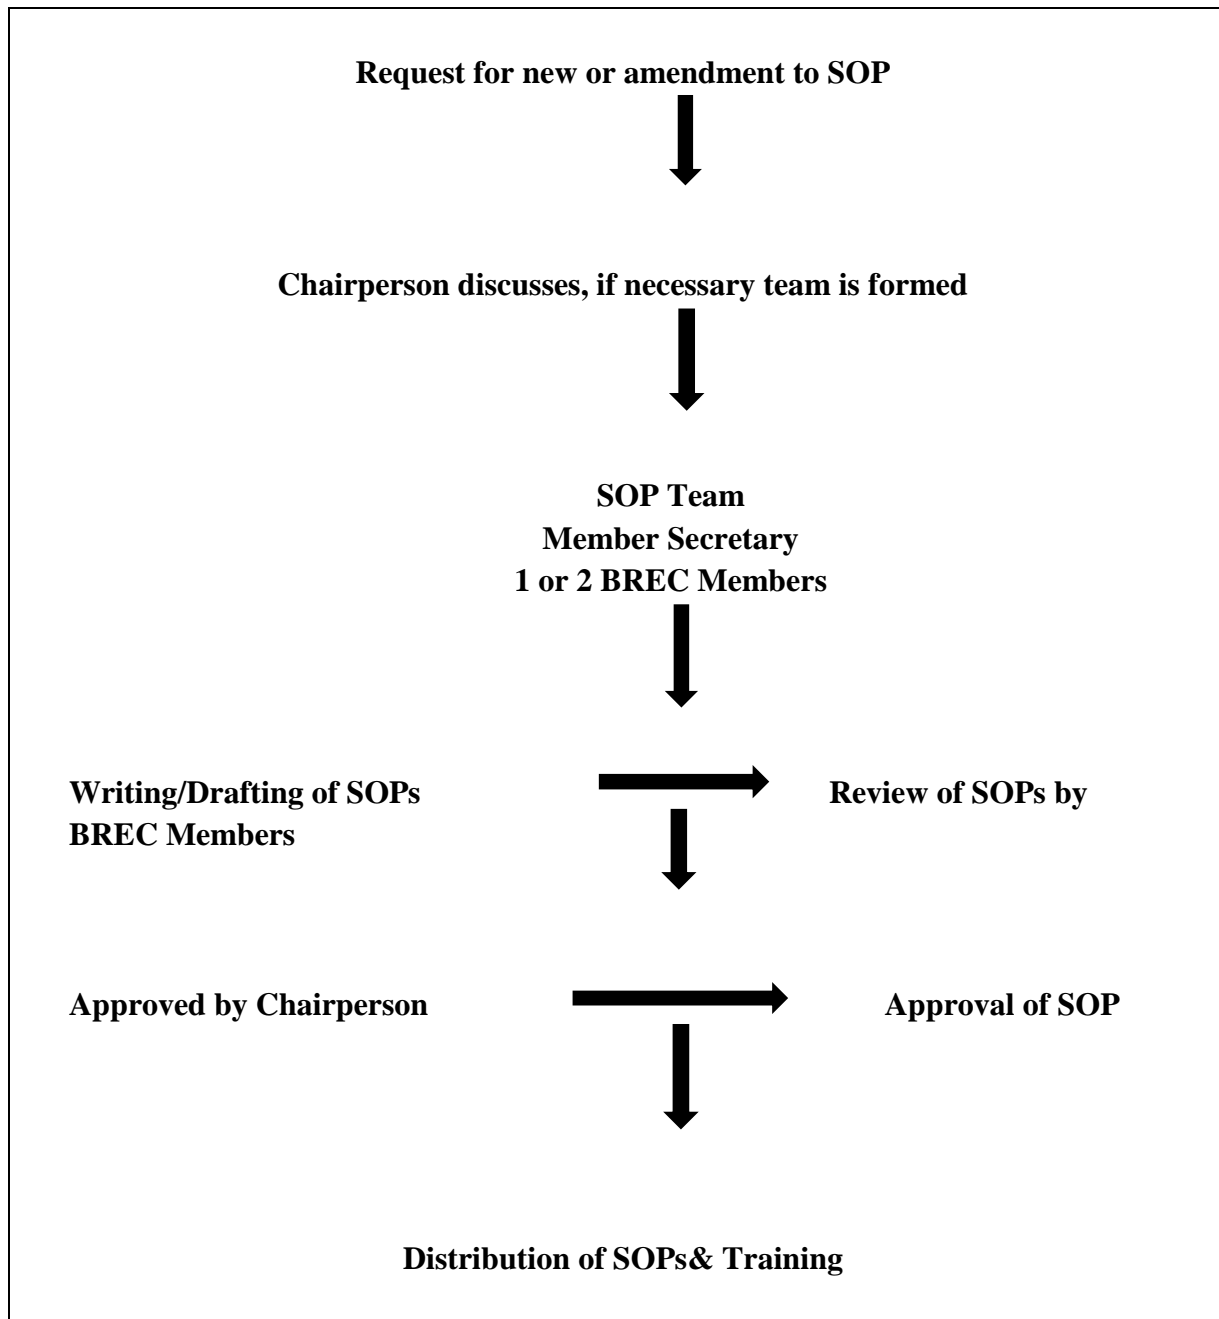 Request for new or amendment to SOP
Chairperson discusses, if necessary team is formed
SOP Team
Member Secretary
1 or 2 BREC Members
Writing/Drafting of SOPs Review of SOPs by
BREC Members
Approved by Chairperson Approval of SOP
Distribution of SOPs& Training